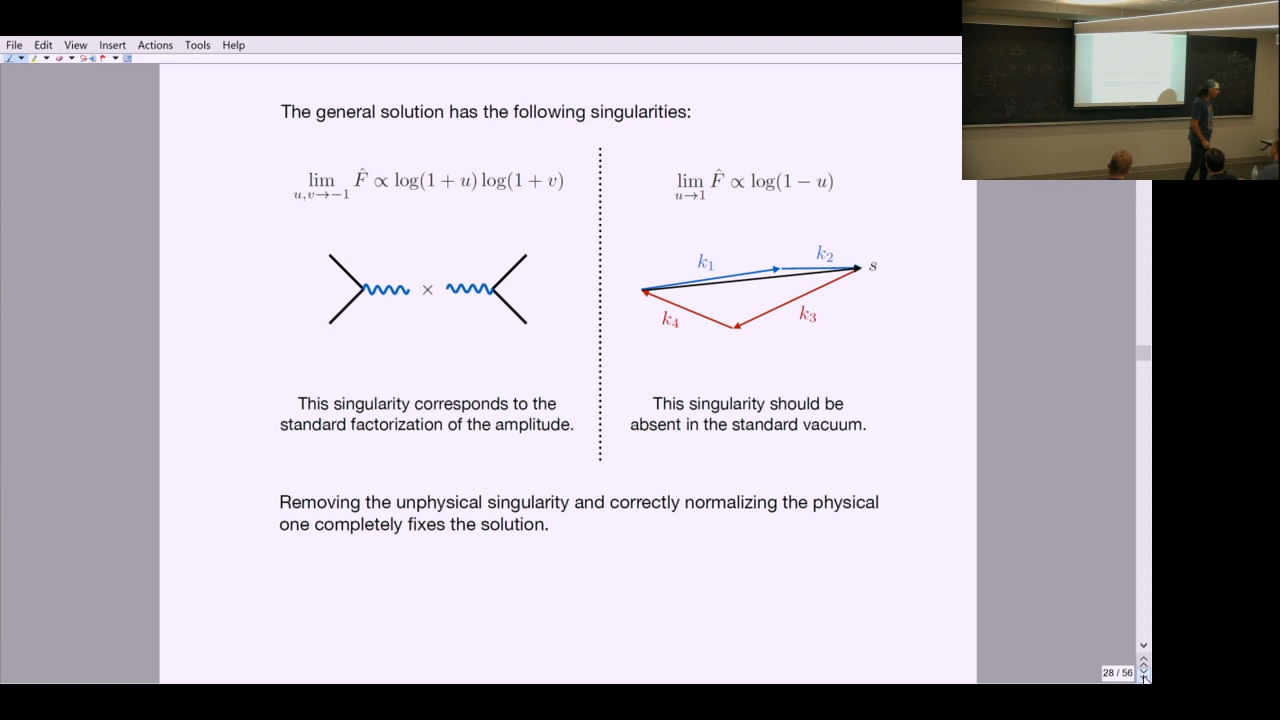 File Edit View Insert Actions Tools Help
The general solution has the following singularities:
lim_{u,v→−1} F̂ ∝ log(1 + u) log(1 + v)
lim_{u→1} F̂ ∝ log(1 − u)
k₁ k₂ s
× k₄ k₃
This singularity corresponds to the
standard factorization of the amplitude.
This singularity should be
absent in the standard vacuum.
Removing the unphysical singularity and correctly normalizing the physical
one completely fixes the solution.
28 / 56